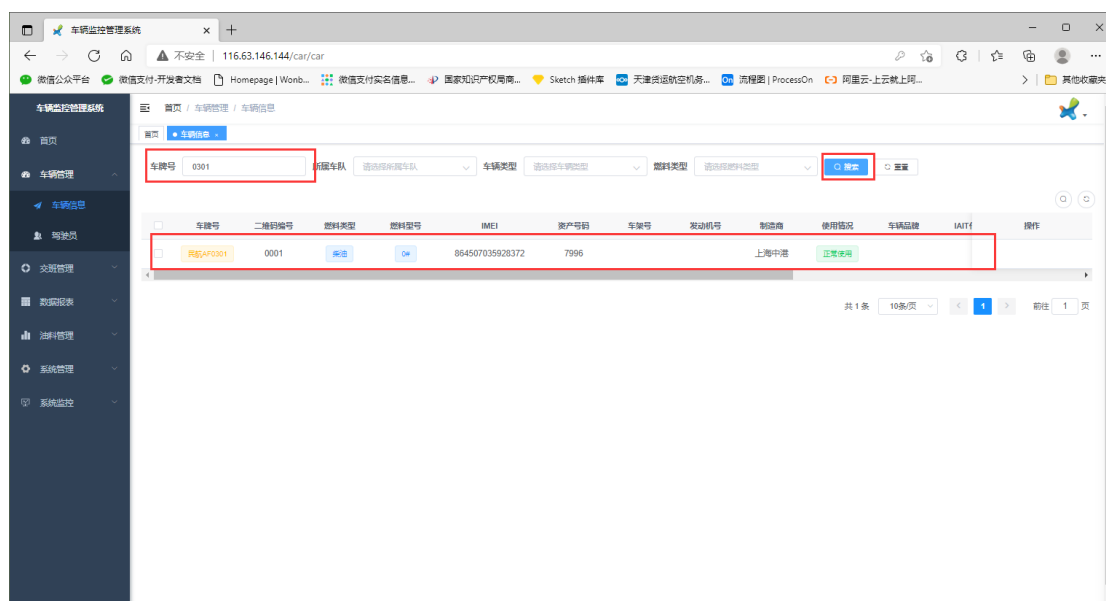 车辆监控管理系统
不安全 | 116.63.146.144/car/car
微信公众平台 微信支付-开发者文档 Homepage | Wonb... 微信支付实名信息... 国家知识产权局商... Sketch 插件库 天津货运航空机务... On 流程图 | ProcessOn 阿里云-上云就上阿... 其他收藏夹
车辆监控管理系统 首页 / 车辆管理 / 车辆信息
首页 车辆信息 ×
首页
车辆管理
车辆信息
驾驶员
交班管理
数据报表
油料管理
系统管理
系统监控
车牌号 0301 所属车队 请选择所属车队 车辆类型 请选择车辆类型 燃料类型 请选择燃料类型 搜索 重置
车牌号 二维码编号 燃料类型 燃料型号 IMEI 资产号码 车架号 发动机号 制造商 使用情况 车辆品牌 操作
民航AF0301 0001 柴油 0# 864507035928372 7996 上海中港 正常使用
共 1 条 10条/页 1 前往 1 页